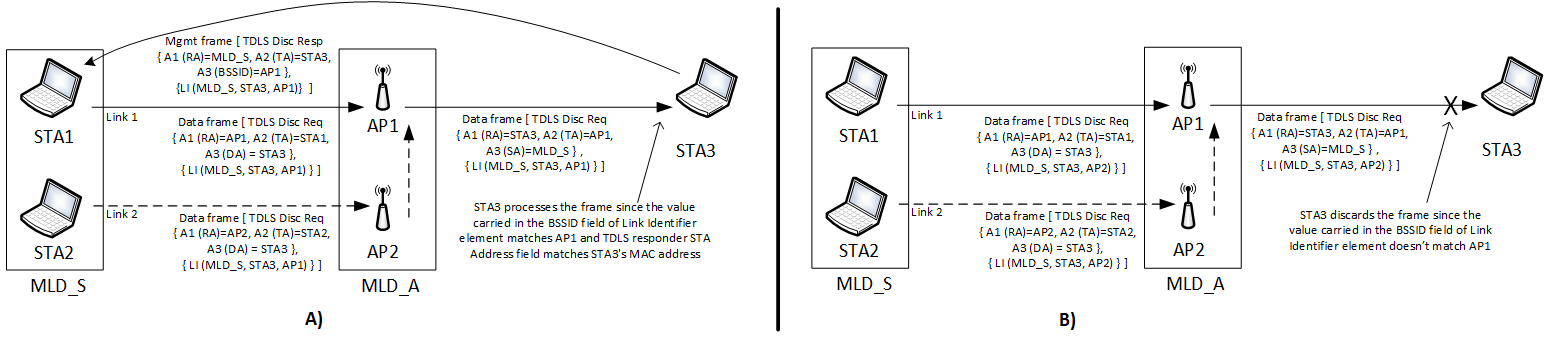 Mgmt frame [ TDLS Disc Resp
{ A1 (RA)=MLD_S, A2 (TA)=STA3,
A3 (BSSID)=AP1 },
{LI (MLD_S, STA3, AP1)} ]
STA1
Link 1
AP1
STA3
Data frame [ TDLS Disc Req
{ A1 (RA)=AP1, A2 (TA)=STA1,
A3 (DA) = STA3 },
{ LI (MLD_S, STA3, AP1) } ]
Data frame [ TDLS Disc Req
{ A1 (RA)=STA3, A2 (TA)=AP1,
A3 (SA)=MLD_S } ,
{ LI (MLD_S, STA3, AP1) } ]
STA2
Link 2
AP2
Data frame [ TDLS Disc Req
{ A1 (RA)=AP2, A2 (TA)=STA2,
A3 (DA) = STA3 },
{ LI (MLD_S, STA3, AP1) } ]
STA3 processes the frame since the value
carried in the BSSID field of Link Identifier
element matches AP1 and TDLS responder STA
Address field matches STA3's MAC address
MLD_S
MLD_A
A)
STA1
Link 1
AP1
X
STA3
Data frame [ TDLS Disc Req
{ A1 (RA)=AP1, A2 (TA)=STA1,
A3 (DA) = STA3 },
{ LI (MLD_S, STA3, AP2) } ]
Data frame [ TDLS Disc Req
{ A1 (RA)=STA3, A2 (TA)=AP1,
A3 (SA)=MLD_S } ,
{ LI (MLD_S, STA3, AP2) } ]
STA2
Link 2
AP2
Data frame [ TDLS Disc Req
{ A1 (RA)=AP2, A2 (TA)=STA2,
A3 (DA) = STA3 },
{ LI (MLD_S, STA3, AP2) } ]
STA3 discards the frame since the
value carried in the BSSID field of Link
Identifier element doesn't match AP1
MLD_S
MLD_A
B)